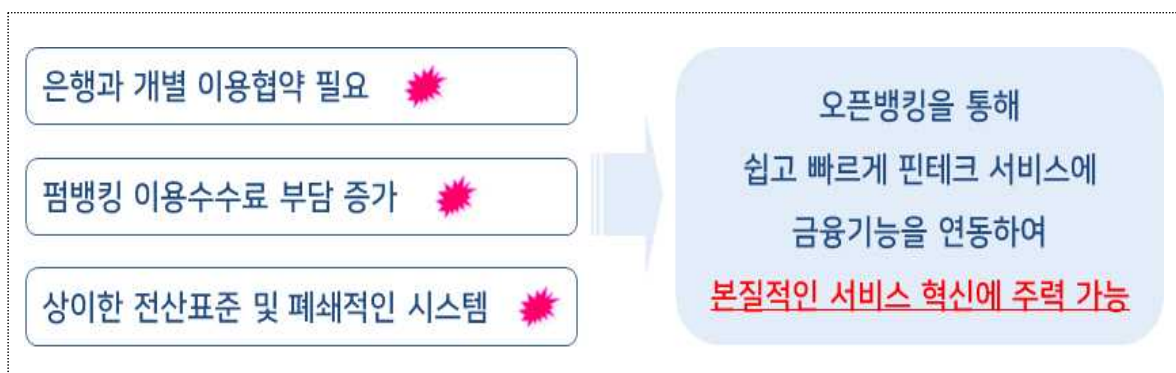 은행과 개별 이용협약 필요
펌뱅킹 이용수수료 부담 증가
상이한 전산표준 및 폐쇄적인 시스템
오픈뱅킹을 통해
쉽고 빠르게 핀테크 서비스에
금융기능을 연동하여
본질적인 서비스 혁신에 주력 가능